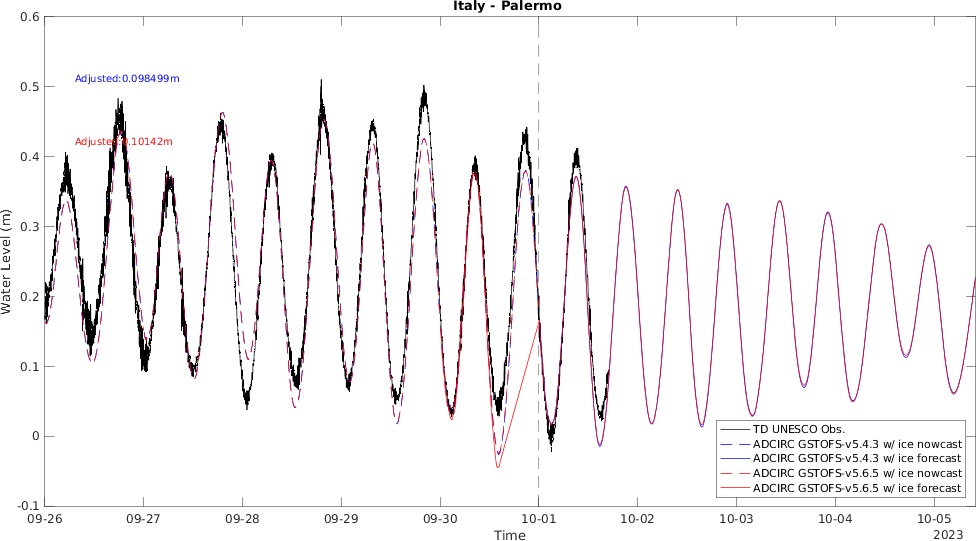 Italy - Palermo
0.6
0.5
0.4
0.3
0.2
0.1
0
-0.1
Water Level (m)
Adjusted:0.098499m
Adjusted:0.10142m
TD UNESCO Obs.
ADCIRC GSTOFS-v5.4.3 w/ ice nowcast
ADCIRC GSTOFS-v5.4.3 w/ ice forecast
ADCIRC GSTOFS-v5.6.5 w/ ice nowcast
ADCIRC GSTOFS-v5.6.5 w/ ice forecast
09-26 09-27 09-28 09-29 09-30 10-01 10-02 10-03 10-04 10-05
Time
2023